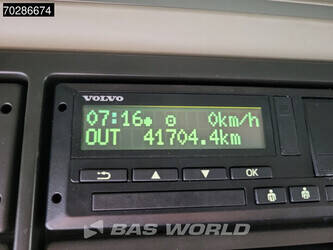 70286674
VOLVO
07:16 0km/h
OUT 41704.4km
OK
BAS WORLD